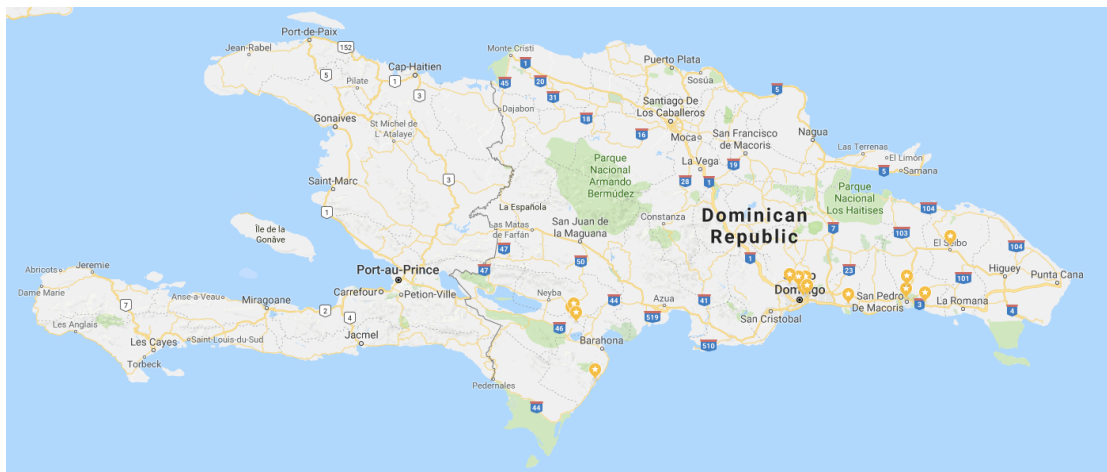 Port-de-Paix
Jean-Rabel
152
Cap-Haitien
5
Pilate
1
3
Gonaives
St Michel de
L' Atalaye
Saint-Marc
3
1
Île de la
Gonâve
Port-au-Prince
Carrefour
Petion-Ville
Abricots
Jeremie
Dame Marie
7
Anse-a-Veau
Miragoane
2
4
Les Anglais
Les Cayes
Saint Louis-du-Sud
Torbeck
Jacmel
Monte Cristi
1
45
20
31
Dajabon
18
Puerto Plata
Sosúa
5
Santiago De
Los Caballeros
16
Moca
San Francisco
de Macoris
Nagua
Las Terrenas
El Limón
Samana
5
La Vega
19
28
1
Parque
Nacional
Armando
Bermúdez
Parque
Nacional
Los Haitises
La Española
Las Matas
de Farfán
San Juan de
la Maguana
Constanza
Dominican
Republic
104
103
7
El Seibo
104
47
50
47
1
23
101
Higuey
Punta Cana
Neyba
44
Azua
41
Domingo
San Pedro
De Macoris
3
La Romana
4
46
519
San Cristobal
510
Barahona
Pedernales
44